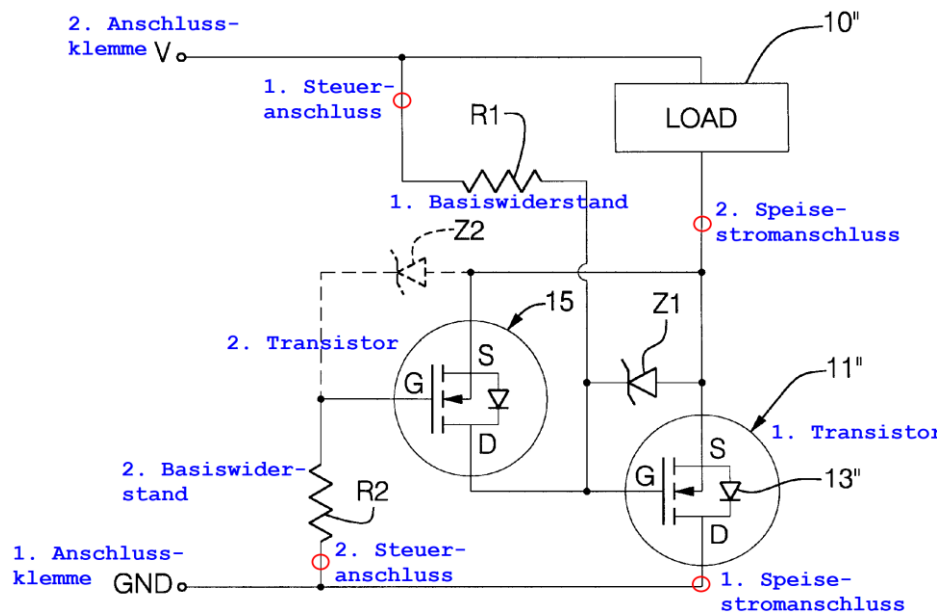 2. Anschluss-
klemme
V
10"
1. Steuer-
anschluss
R1
LOAD
1. Basiswiderstand
2. Speise-
stromanschluss
Z2
15
Z1
2. Transistor
S
G
D
11"
1. Transistor
S
G
13"
D
2. Basiswider-
stand
R2
1. Anschluss-
klemme
GND
2. Steuer-
anschluss
1. Speise-
stromanschluss